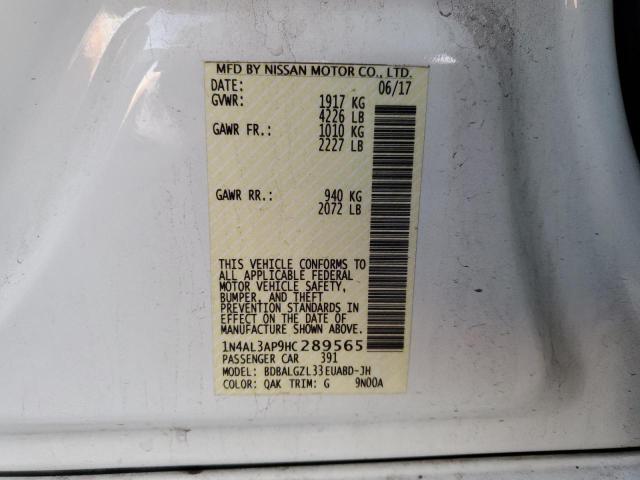 MFD BY NISSAN MOTOR CO., LTD.
DATE: 06/17
GVWR: 1917 KG
4226 LB
GAWR FR.: 1010 KG
2227 LB
GAWR RR.: 940 KG
2072 LB
THIS VEHICLE CONFORMS TO
ALL APPLICABLE FEDERAL
MOTOR VEHICLE SAFETY,
BUMPER, AND THEFT
PREVENTION STANDARDS IN
EFFECT ON THE DATE OF
MANUFACTURE SHOWN ABOVE.
1N4AL3AP9HC289565
PASSENGER CAR 391
MODEL: BDBALGZL33EUABD-JH
COLOR: QAK TRIM: G 9N00A